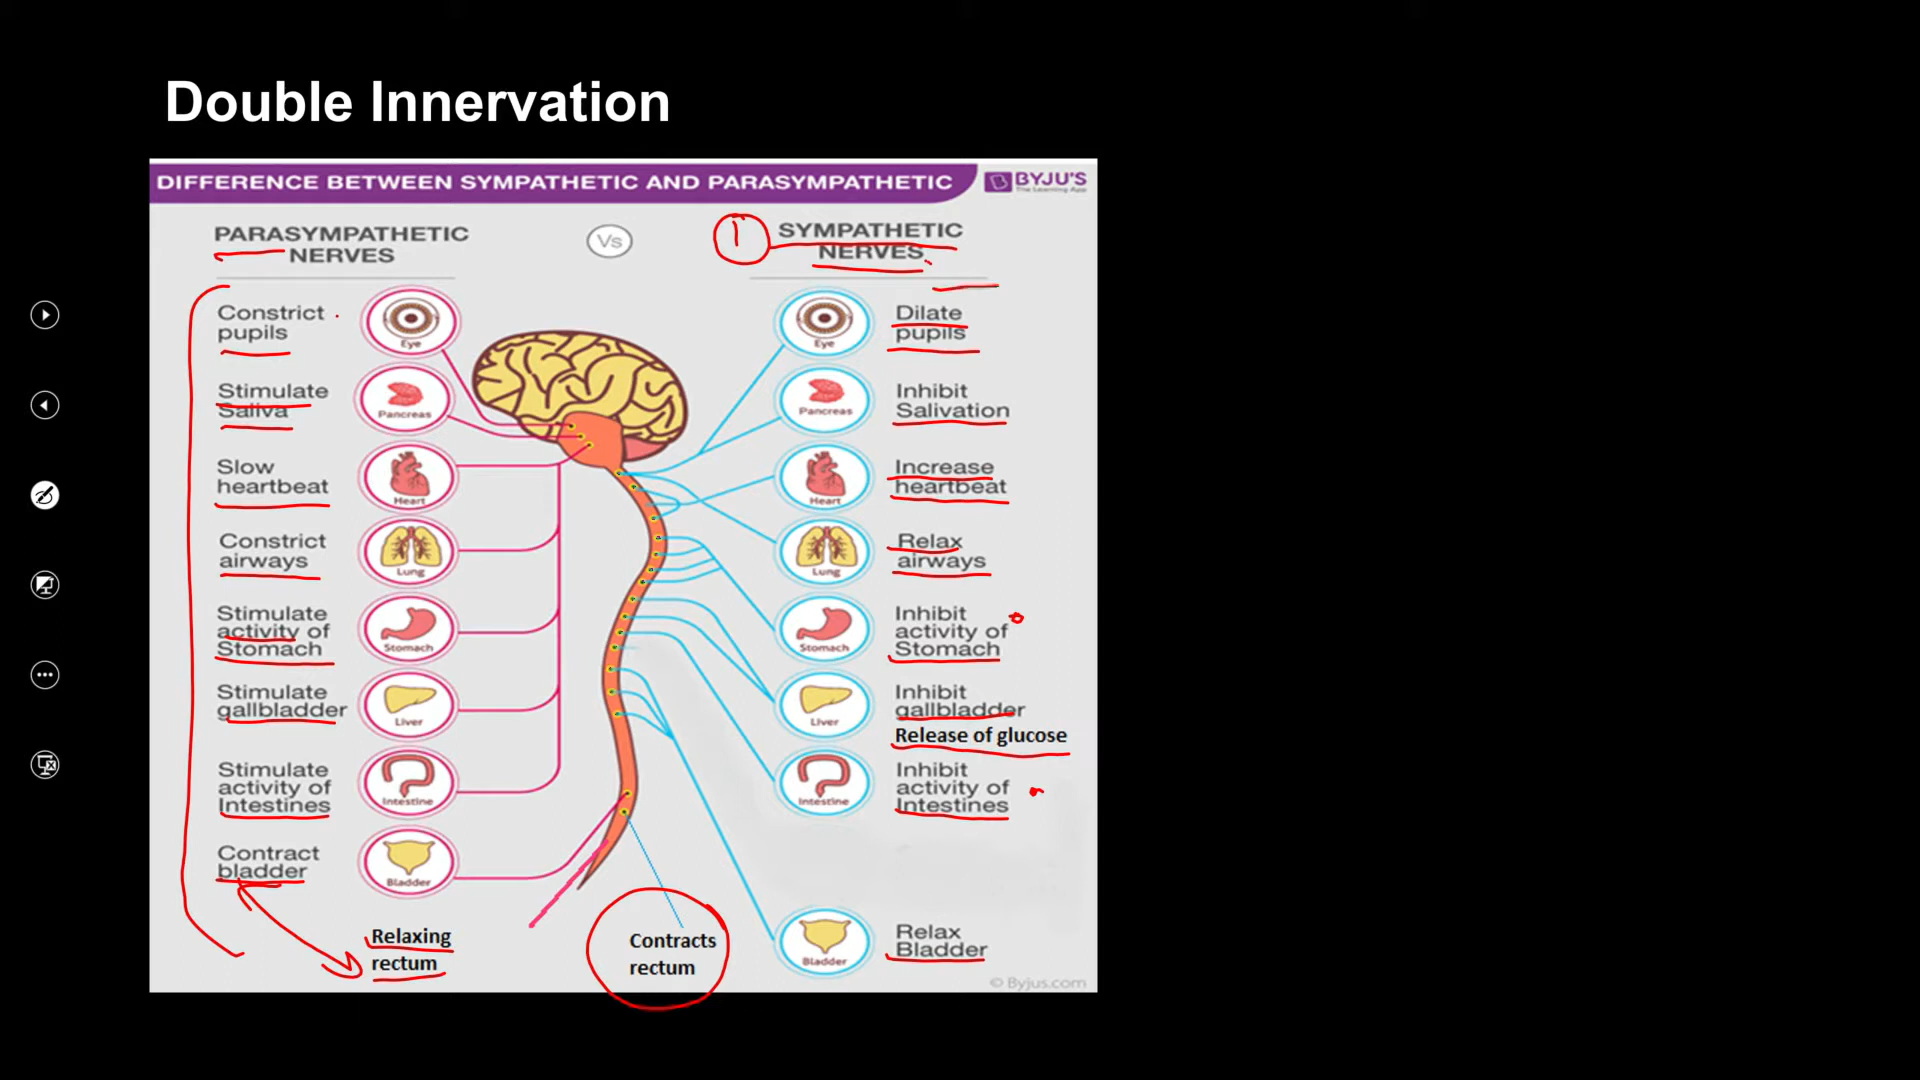 Double Innervation
DIFFERENCE BETWEEN SYMPATHETIC AND PARASYMPATHETIC
BYJU'S
The Learning App
PARASYMPATHETIC
NERVES
Vs
1
SYMPATHETIC
NERVES
Constrict
pupils
Eye
Stimulate
Saliva
Pancreas
Slow
heartbeat
Heart
Constrict
airways
Lung
Stimulate
activity of
Stomach
Stomach
Stimulate
gallbladder
Liver
Stimulate
activity of
Intestines
Intestine
Contract
bladder
Bladder
Relaxing
rectum
Contracts
rectum
Eye
Dilate
pupils
Pancreas
Inhibit
Salivation
Heart
Increase
heartbeat
Lung
Relax
airways
Stomach
Inhibit
activity of
Stomach
Liver
Inhibit
gallbladder
Release of glucose
Intestine
Inhibit
activity of
Intestines
Bladder
Relax
Bladder
© Byjus.com